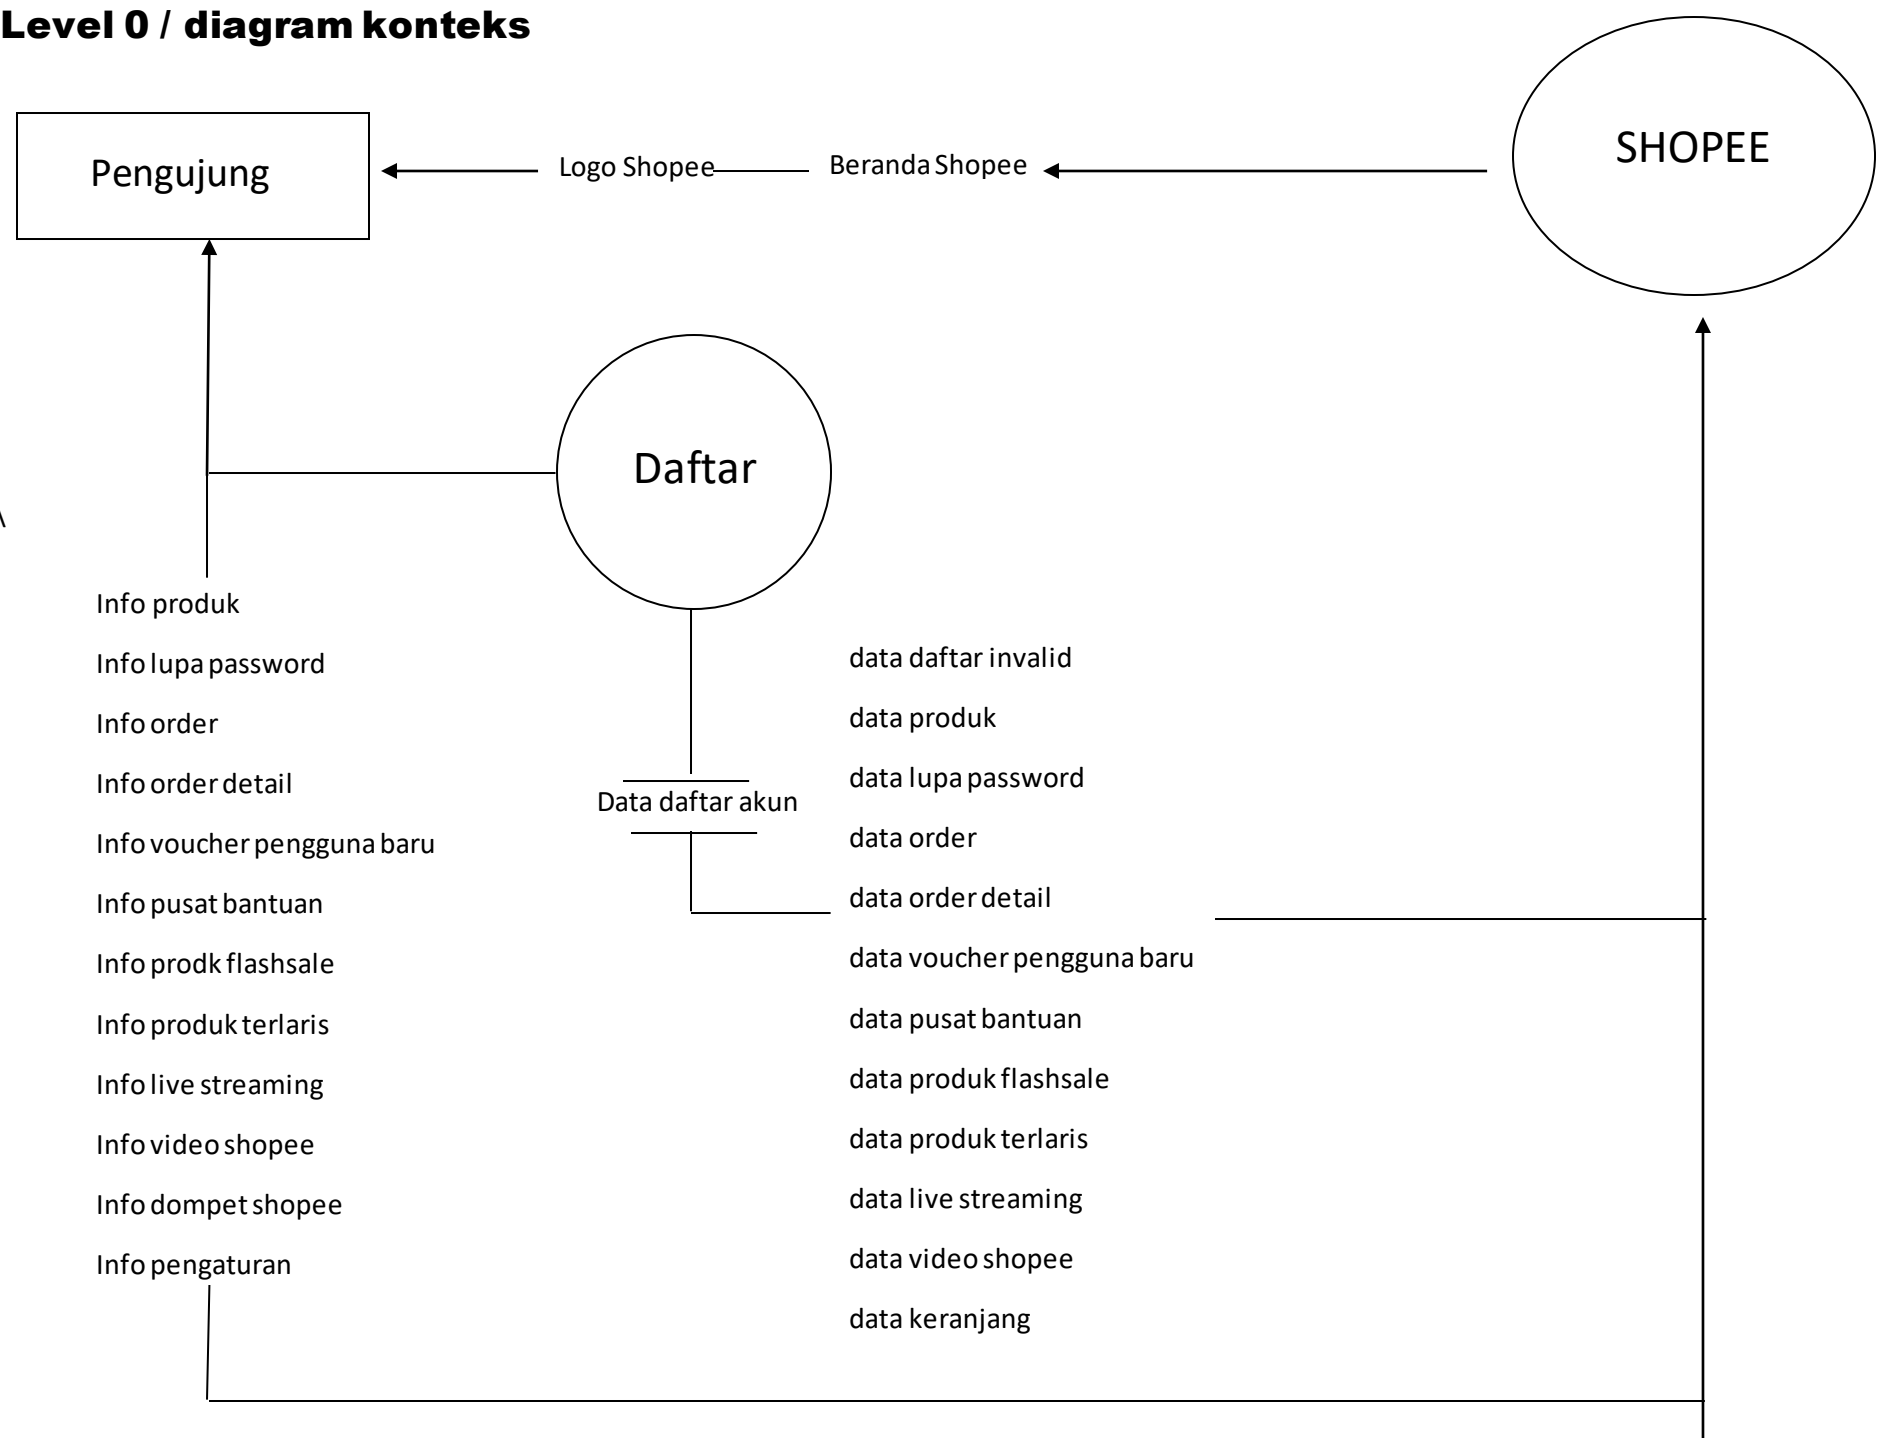 Level 0 / diagram konteks
SHOPEE
Pengujung
Logo Shopee
Beranda Shopee
Daftar
\
Info produk
Info lupa password
Info order
Info order detail
Info voucher pengguna baru
Info pusat bantuan
Info prodk flashsale
Info produk terlaris
Info live streaming
Info video shopee
Info dompet shopee
Info pengaturan
Data daftar akun
data daftar invalid
data produk
data lupa password
data order
data order detail
data voucher pengguna baru
data pusat bantuan
data produk flashsale
data produk terlaris
data live streaming
data video shopee
data keranjang